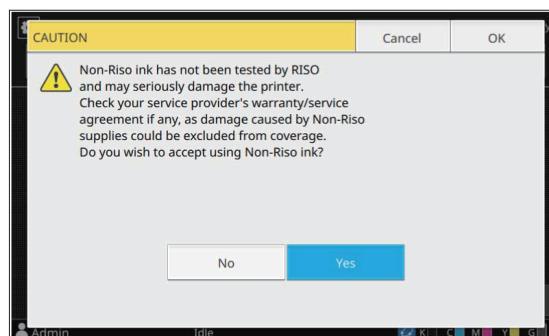 CAUTION
Cancel
OK
Non-Riso ink has not been tested by RISO
and may seriously damage the printer.
Check your service provider's warranty/service
agreement if any, as damage caused by Non-Riso
supplies could be excluded from coverage.
Do you wish to accept using Non-Riso ink?
No
Yes
Admin
Idle
K
C
M
Y
G